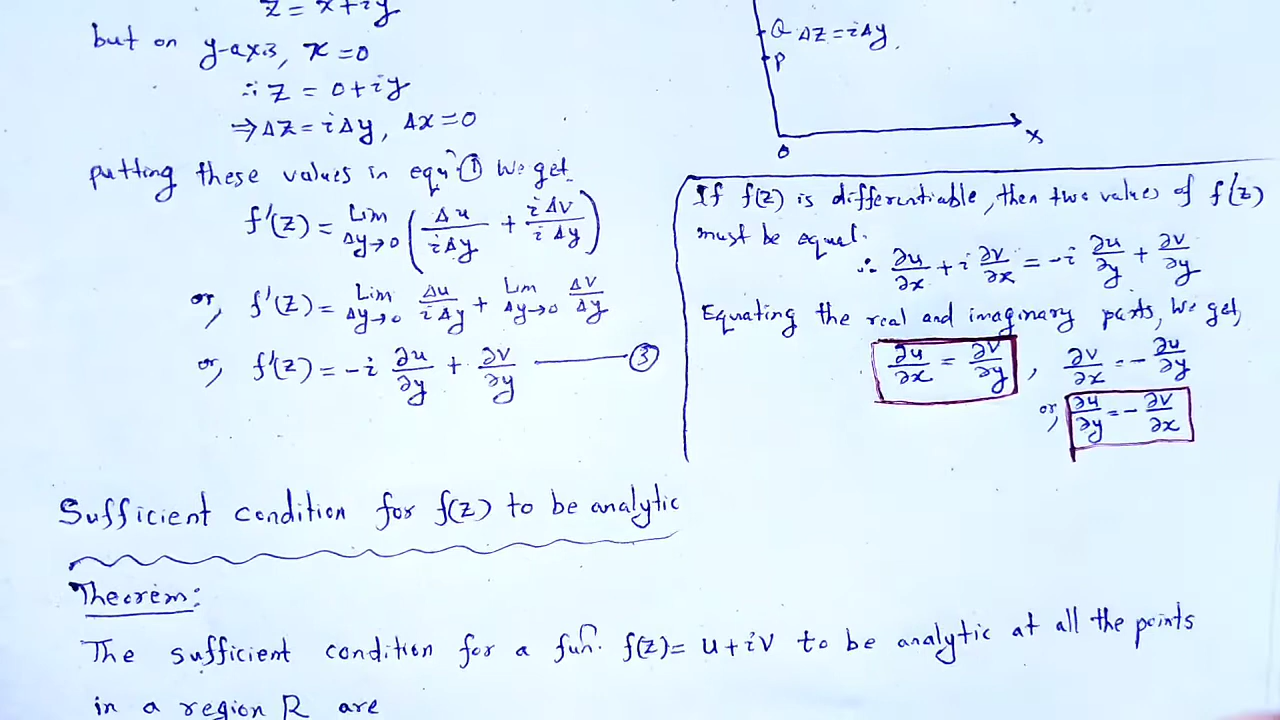 z = x+iy
but on y-axis, x = 0
∴ z = 0+iy
⇒ Δz = iΔy, Δx = 0
putting these values in eqn ① We get
f'(z) = Lim Δy→0 (Δu/iΔy + iΔv/iΔy)
or, f'(z) = Lim Δy→0 Δu/iΔy + Lim Δy→0 Δv/Δy
or, f'(z) = -i ∂u/∂y + ∂v/∂y ——— ③
Q Δz = iΔy.
P
O
x
If f(z) is differentiable, then two values of f'(z)
must be equal.
∴ ∂u/∂x + i ∂v/∂x = -i ∂u/∂y + ∂v/∂y
Equating the real and imaginary parts, We get,
∂u/∂x = ∂v/∂y , ∂v/∂x = - ∂u/∂y
or, ∂u/∂y = - ∂v/∂x
Sufficient condition for f(z) to be analytic
Theorem:
The sufficient condition for a fun. f(z) = u+iv to be analytic at all the points
in a region R are